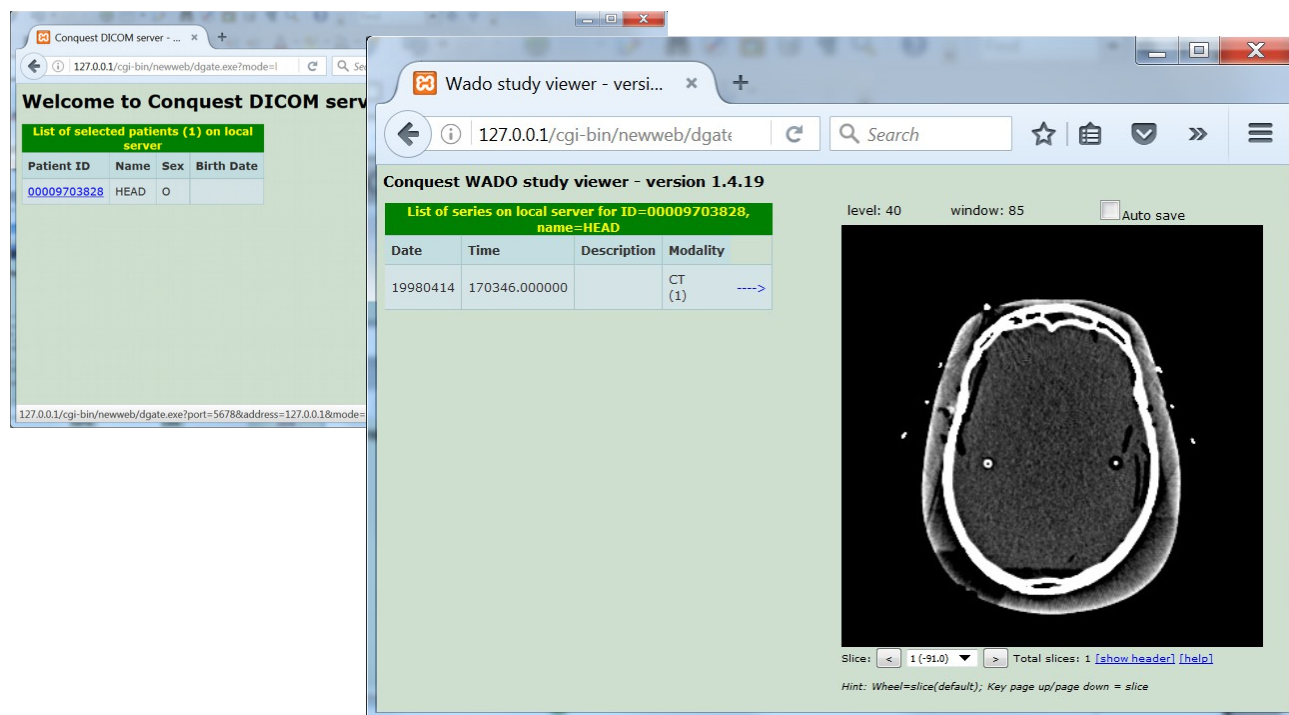 Conquest DICOM server - ...
127.0.0.1/cgi-bin/newweb/dgate.exe?mode=
Welcome to Conquest DICOM serv
List of selected patients (1) on local
server
Patient ID Name Sex Birth Date
00009703828 HEAD O
127.0.0.1/cgi-bin/newweb/dgate.exe?port=5678&address=127.0.0.1&mode=
Wado study viewer - versi...
127.0.0.1/cgi-bin/newweb/dgate
Search
Conquest WADO study viewer - version 1.4.19
List of series on local server for ID=00009703828,
name=HEAD
Date Time Description Modality
19980414 170346.000000 CT
(1) ---->
level: 40 window: 85 Auto save
Slice: < 1 (-91.0) > Total slices: 1 [show header] [help]
Hint: Wheel=slice(default); Key page up/page down = slice